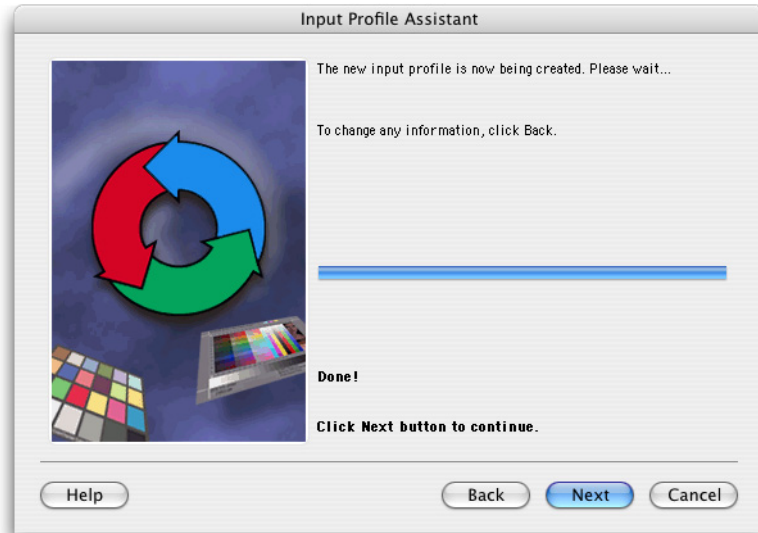 Input Profile Assistant
The new input profile is now being created. Please wait...
To change any information, click Back.
Done!
Click Next button to continue.
Help
Back
Next
Cancel